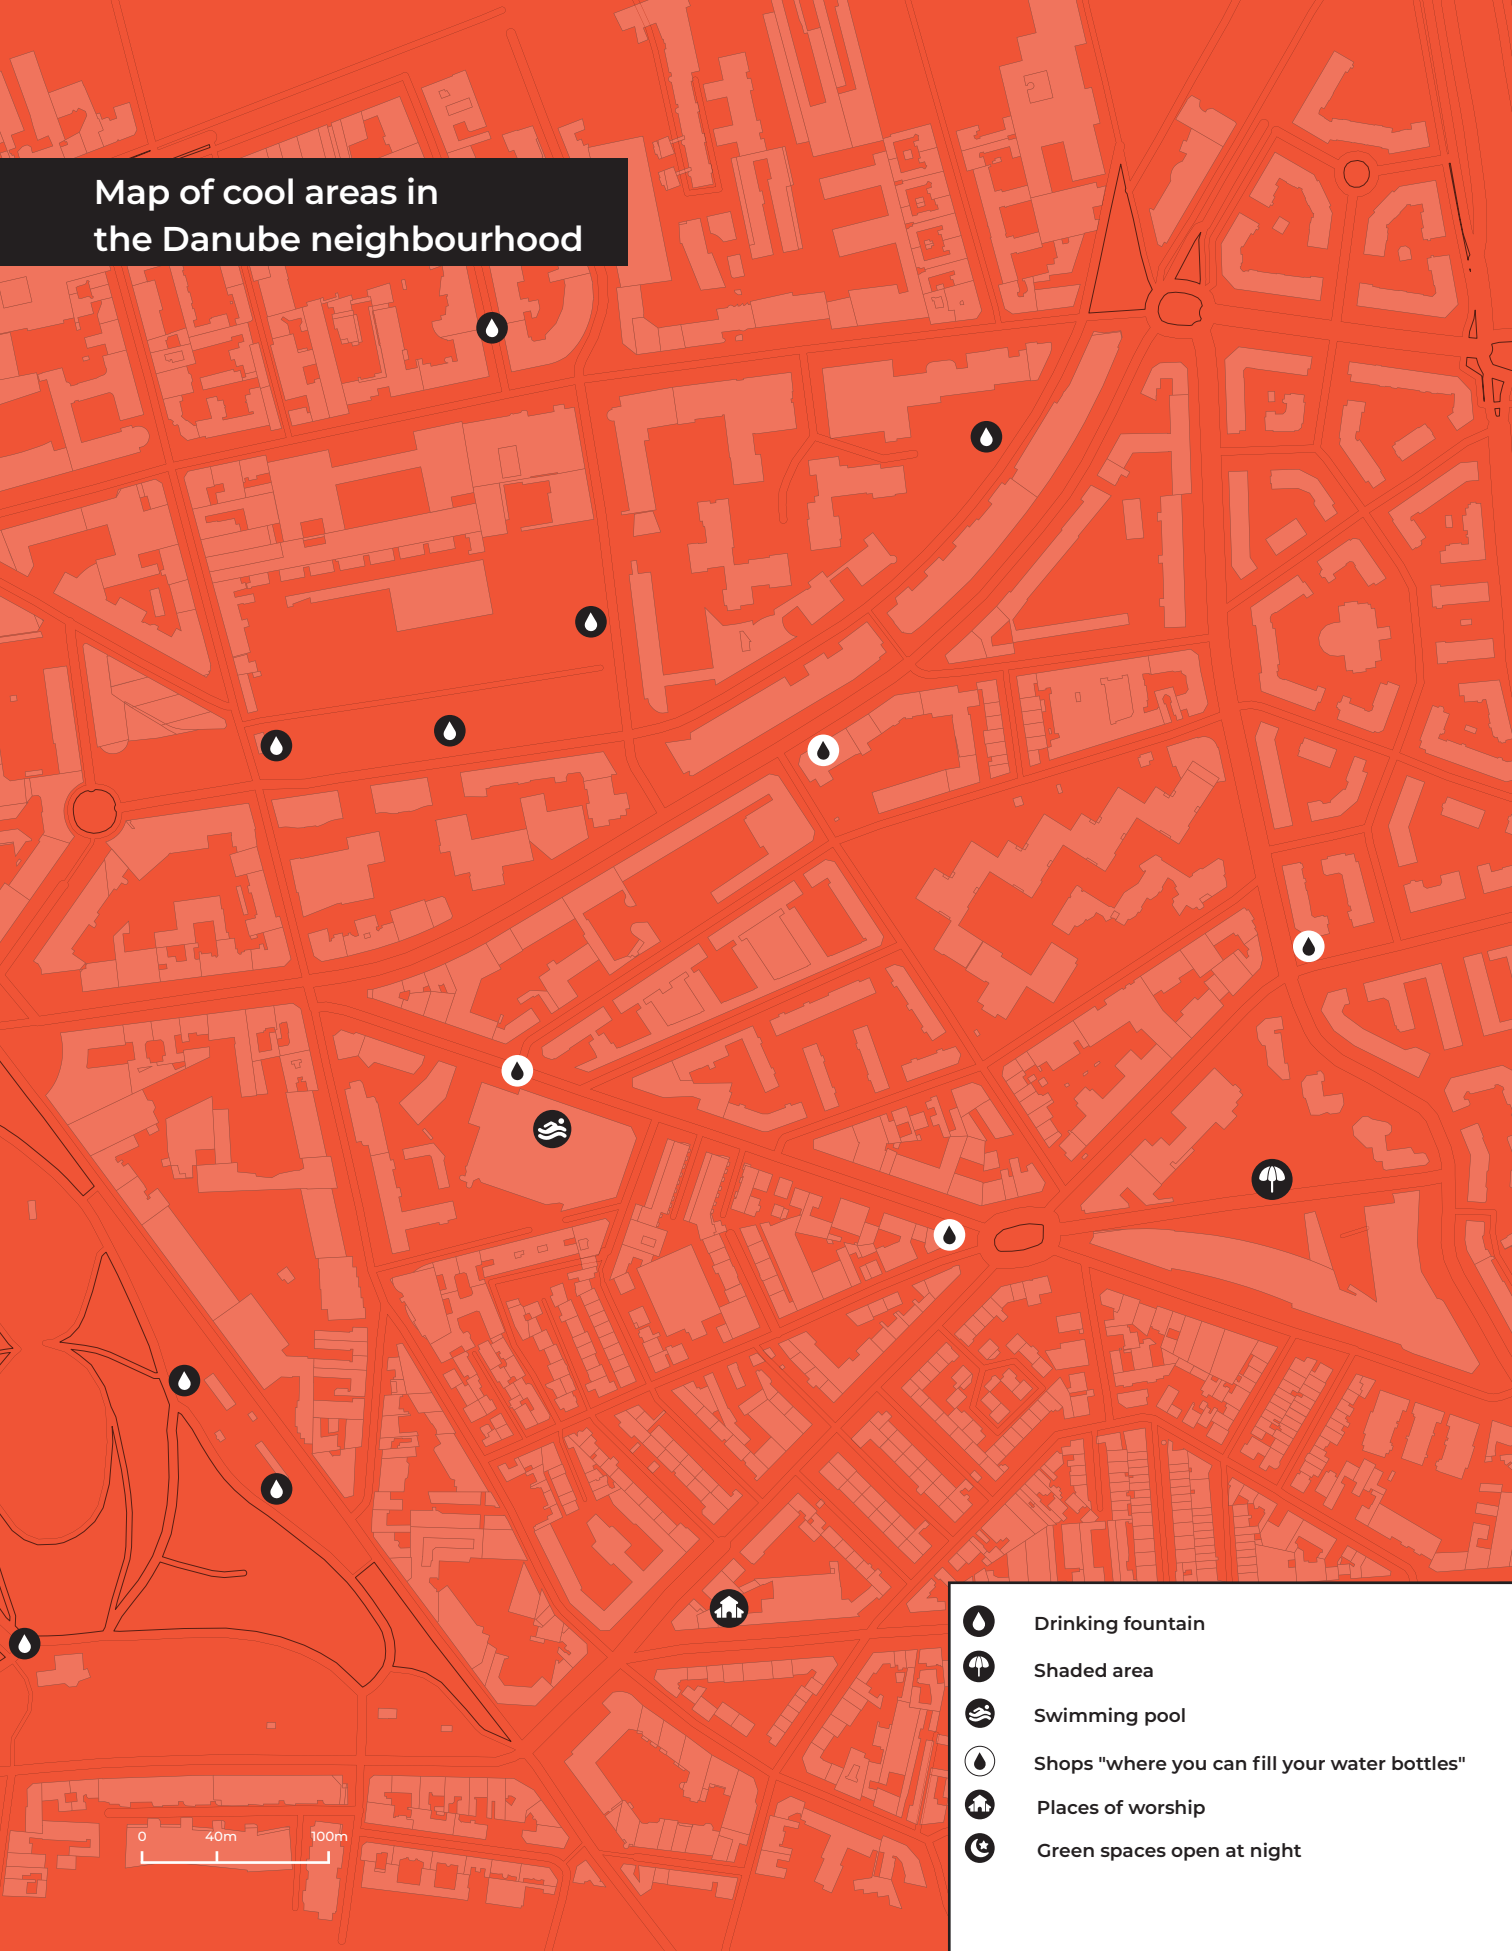 Map of cool areas in
the Danube neighbourhood
Drinking fountain
Shaded area
Swimming pool
Shops "where you can fill your water bottles"
Places of worship
Green spaces open at night
0 40m 100m